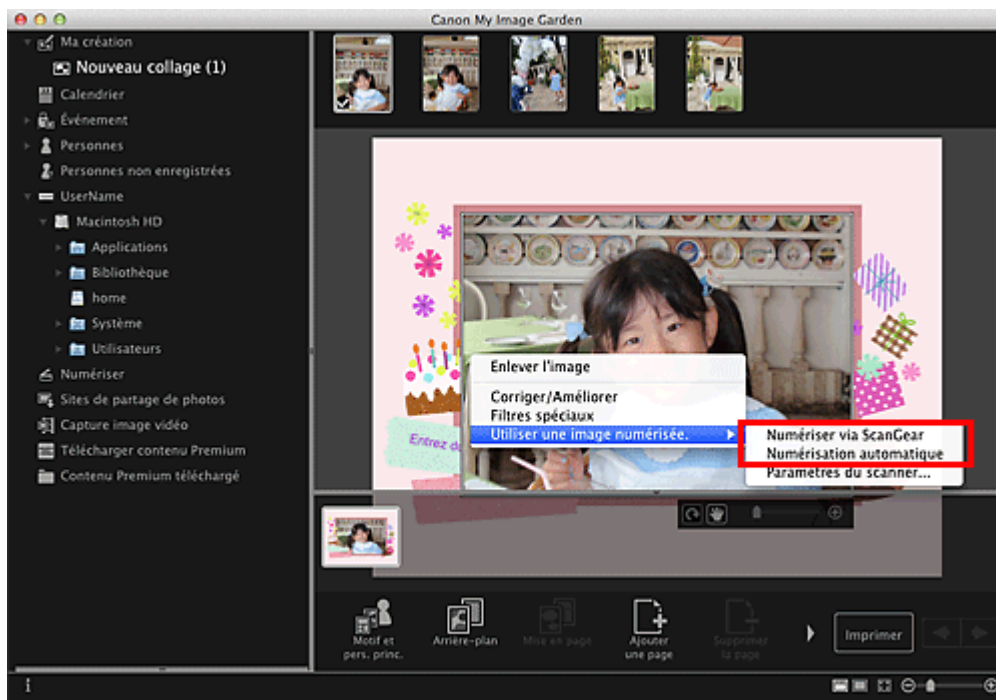 Canon My Image Garden
Ma création
Nouveau collage (1)
Calendrier
Événement
Personnes
Personnes non enregistrées
UserName
Macintosh HD
Applications
Bibliothèque
home
Système
Utilisateurs
Numériser
Sites de partage de photos
Capture image vidéo
Télécharger contenu Premium
Contenu Premium téléchargé
Entrez
Enlever l'image
Corriger/Améliorer
Filtres spéciaux
Utiliser une image numérisée.
Numériser via ScanGear
Numérisation automatique
Paramètres du scanner...
Motif et
pers. princ.
Arrière-plan
Mise en page
Ajouter
une page
Supprimer
la page
Imprimer